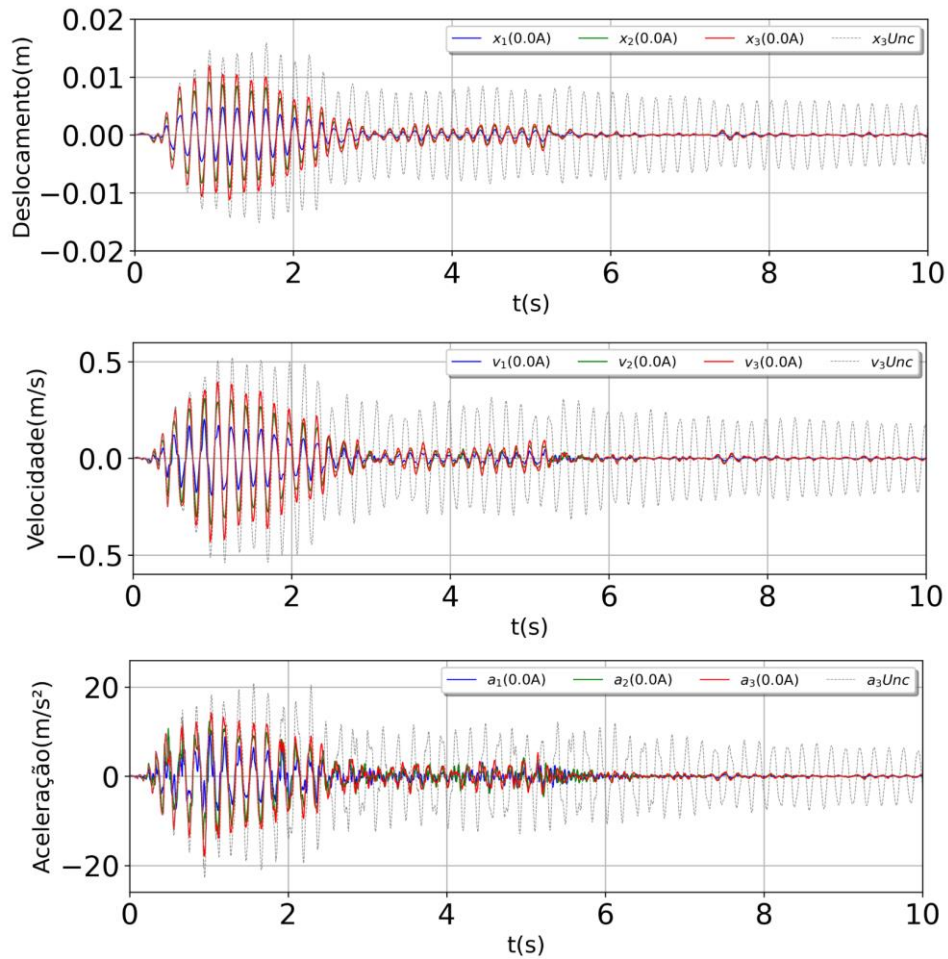 0.02
0.01
0.00
−0.01
−0.02
Deslocamento(m)
x₁(0.0A) x₂(0.0A) x₃(0.0A) x₃Unc
0 2 4 6 8 10
t(s)
0.5
0.0
−0.5
Velocidade(m/s)
v₁(0.0A) v₂(0.0A) v₃(0.0A) v₃Unc
0 2 4 6 8 10
t(s)
20
0
−20
Aceleração(m/s²)
a₁(0.0A) a₂(0.0A) a₃(0.0A) a₃Unc
0 2 4 6 8 10
t(s)